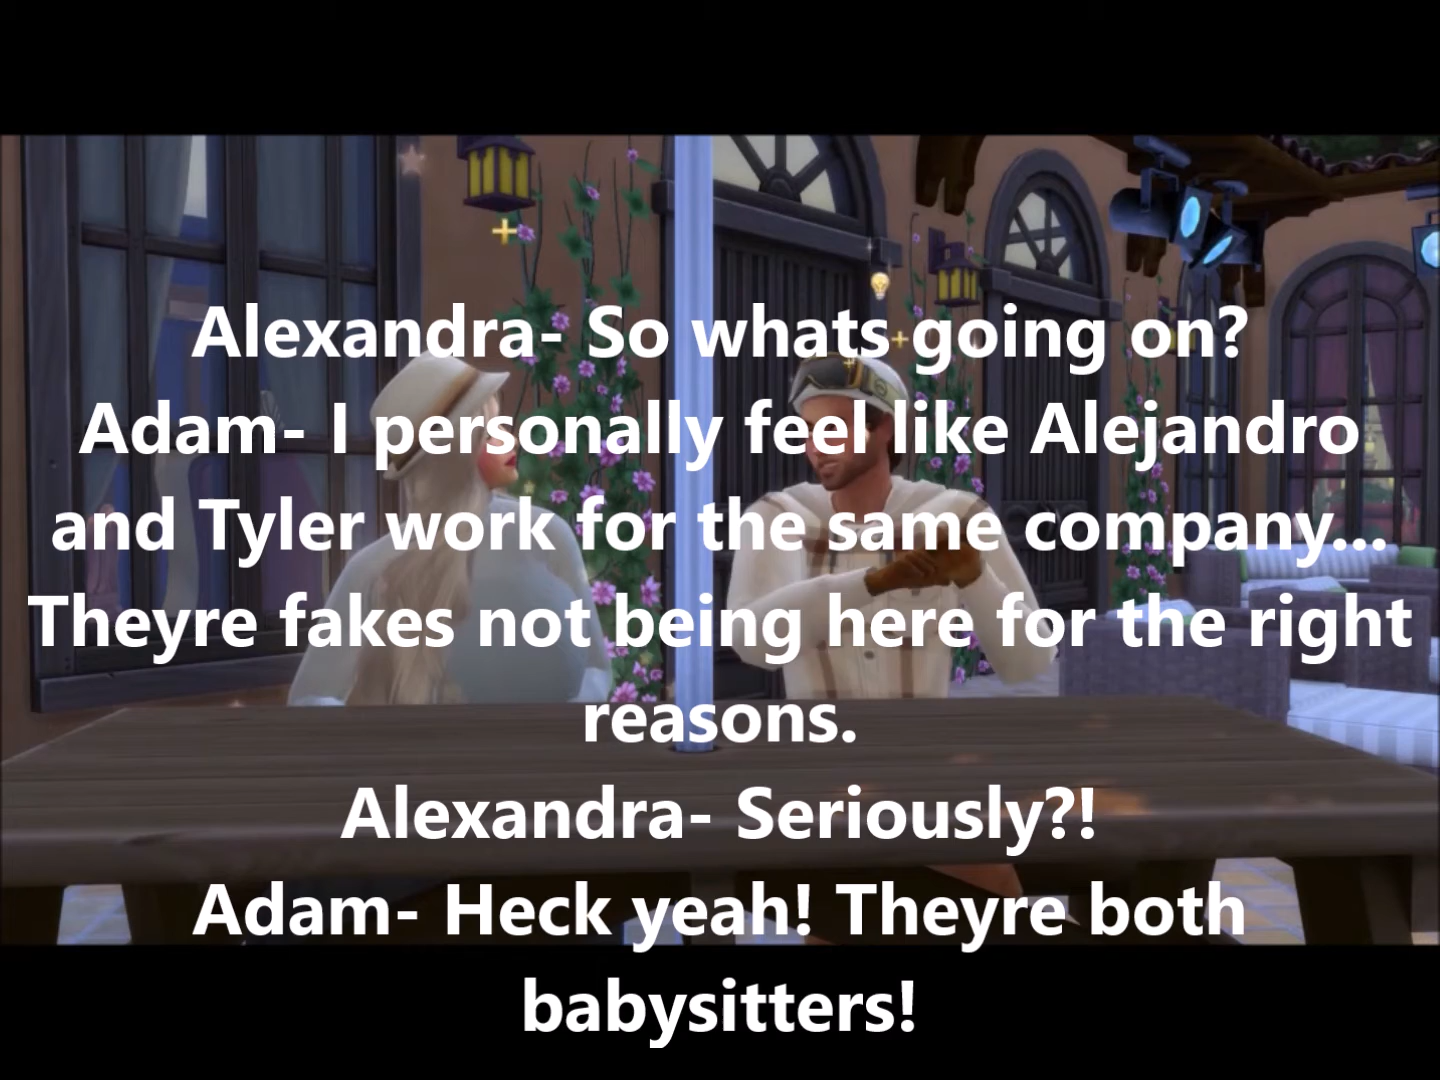 Alexandra- So whats going on?
Adam- I personally feel like Alejandro
and Tyler work for the same company...
Theyre fakes not being here for the right
reasons.
Alexandra- Seriously?!
Adam- Heck yeah! Theyre both
babysitters!